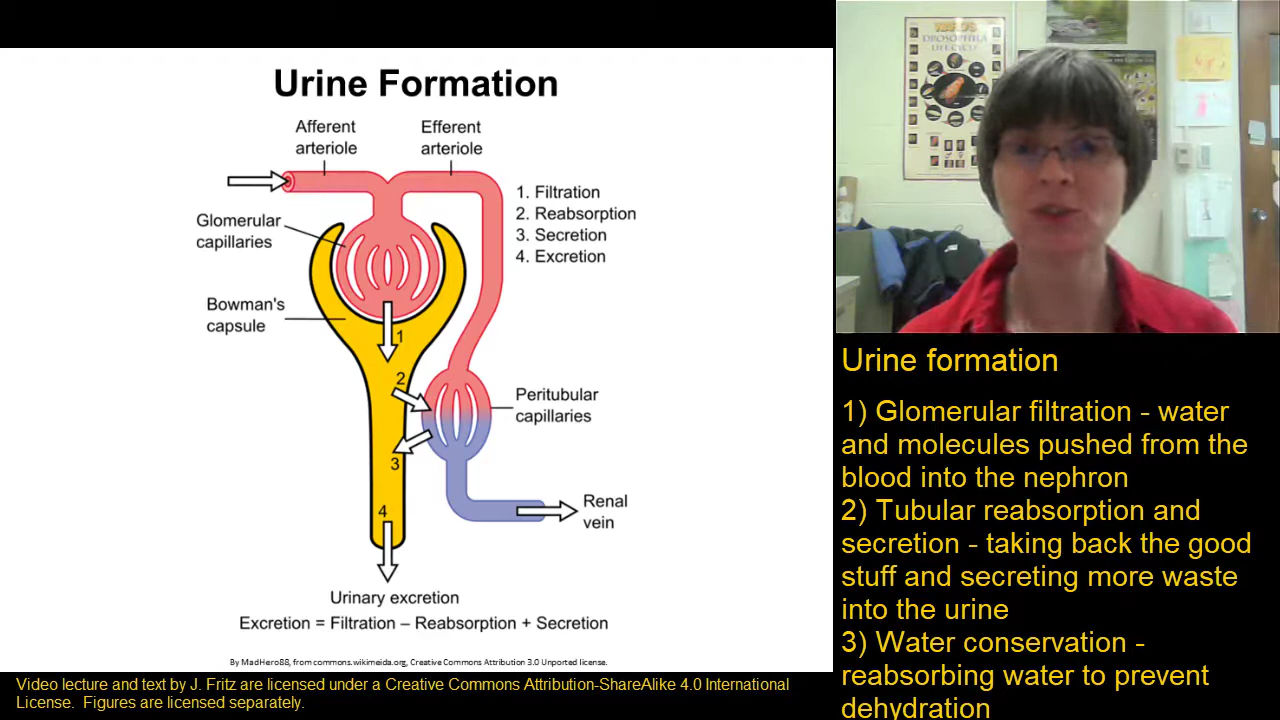 Urine Formation
Afferent
arteriole
Efferent
arteriole
1. Filtration
2. Reabsorption
3. Secretion
4. Excretion
Glomerular
capillaries
Bowman's
capsule
1
2
3
4
Peritubular
capillaries
Renal
vein
Urinary excretion
Excretion = Filtration – Reabsorption + Secretion
By MadHero88, from commons.wikimeida.org, Creative Commons Attribution 3.0 Unported license.
Video lecture and text by J. Fritz are licensed under a Creative Commons Attribution-ShareAlike 4.0 International
License. Figures are licensed separately.
DROSOPHILA
LIFE CYCLE
Urine formation
1) Glomerular filtration - water
and molecules pushed from the
blood into the nephron
2) Tubular reabsorption and
secretion - taking back the good
stuff and secreting more waste
into the urine
3) Water conservation -
reabsorbing water to prevent
dehydration